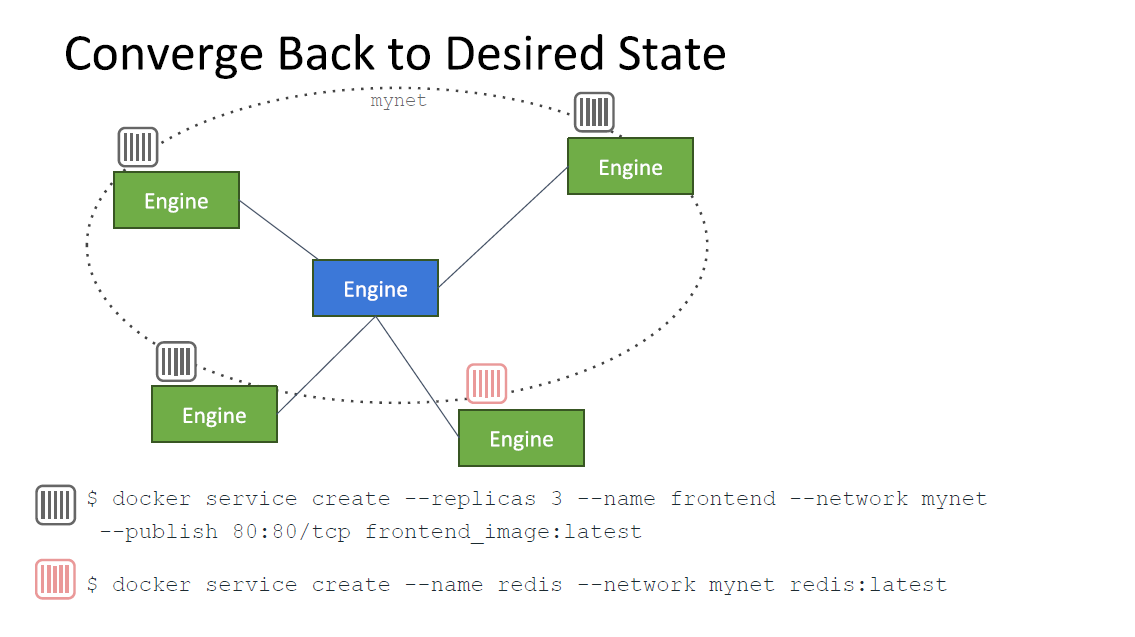 Converge Back to Desired State
mynet
Engine
Engine
Engine
Engine
Engine
$ docker service create --replicas 3 --name frontend --network mynet
--publish 80:80/tcp frontend_image:latest
$ docker service create --name redis --network mynet redis:latest